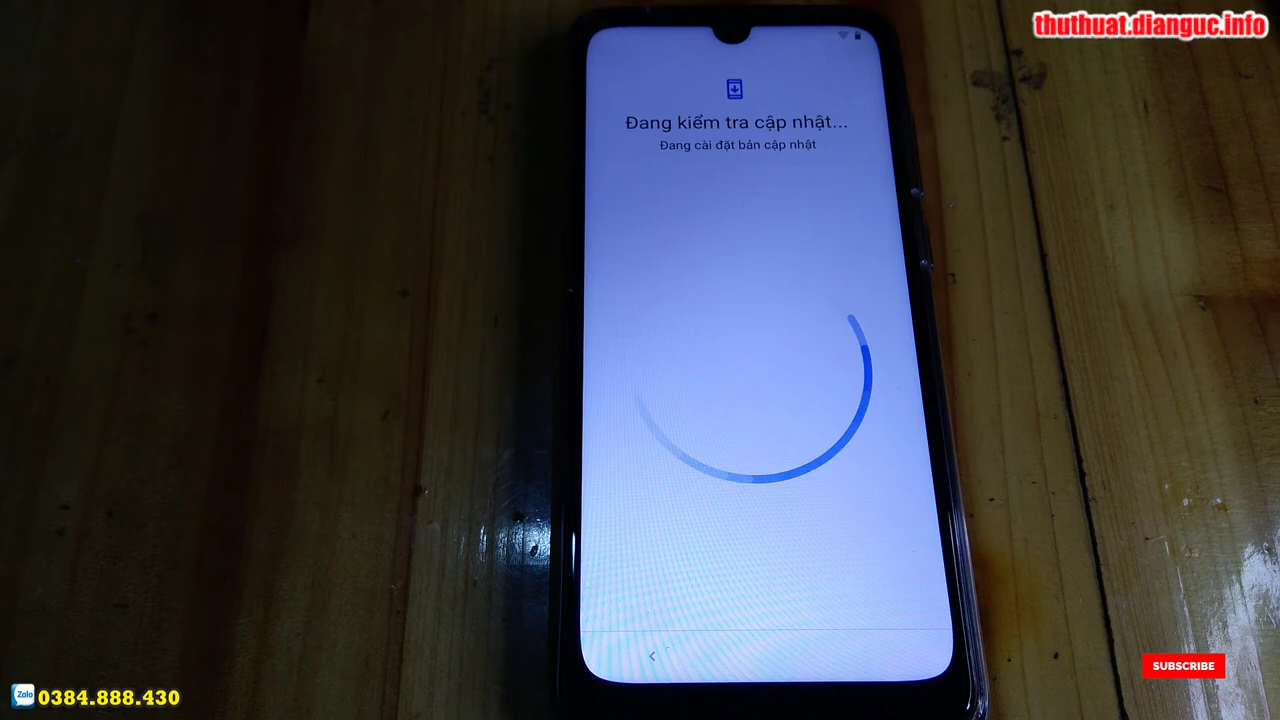 thuthuat.dianguc.info
Đang kiểm tra cập nhật...
Đang cài đặt bản cập nhật
SUBSCRIBE
Zalo 0384.888.430